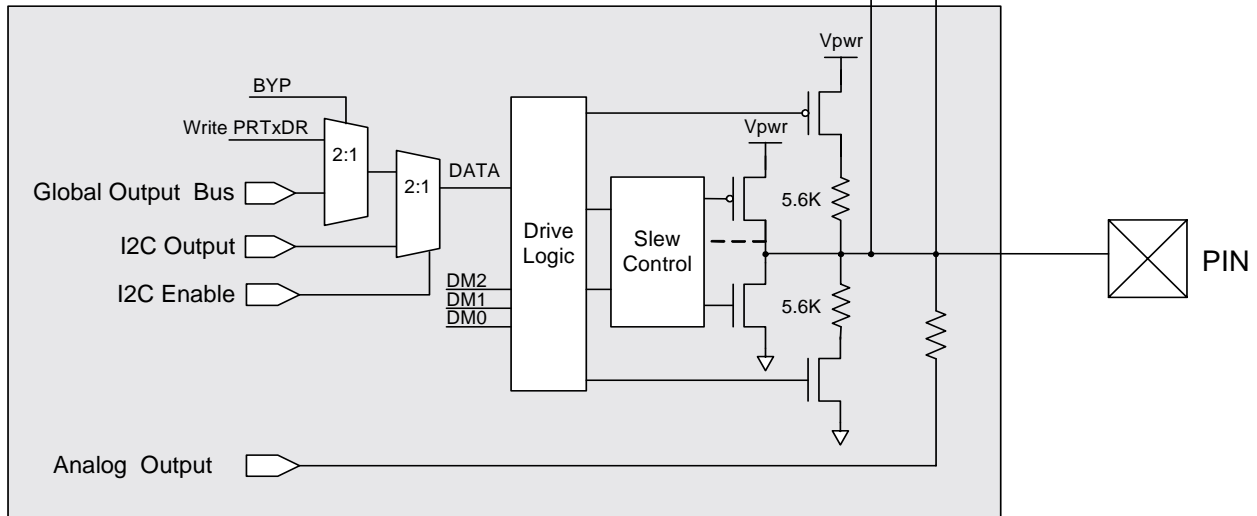 Vpwr
BYP
Write PRTxDR
Vpwr
2:1
DATA
2:1
Global Output Bus
5.6K
Drive
Logic
Slew
Control
I2C Output
PIN
I2C Enable
DM2
DM1
DM0
5.6K
Analog Output